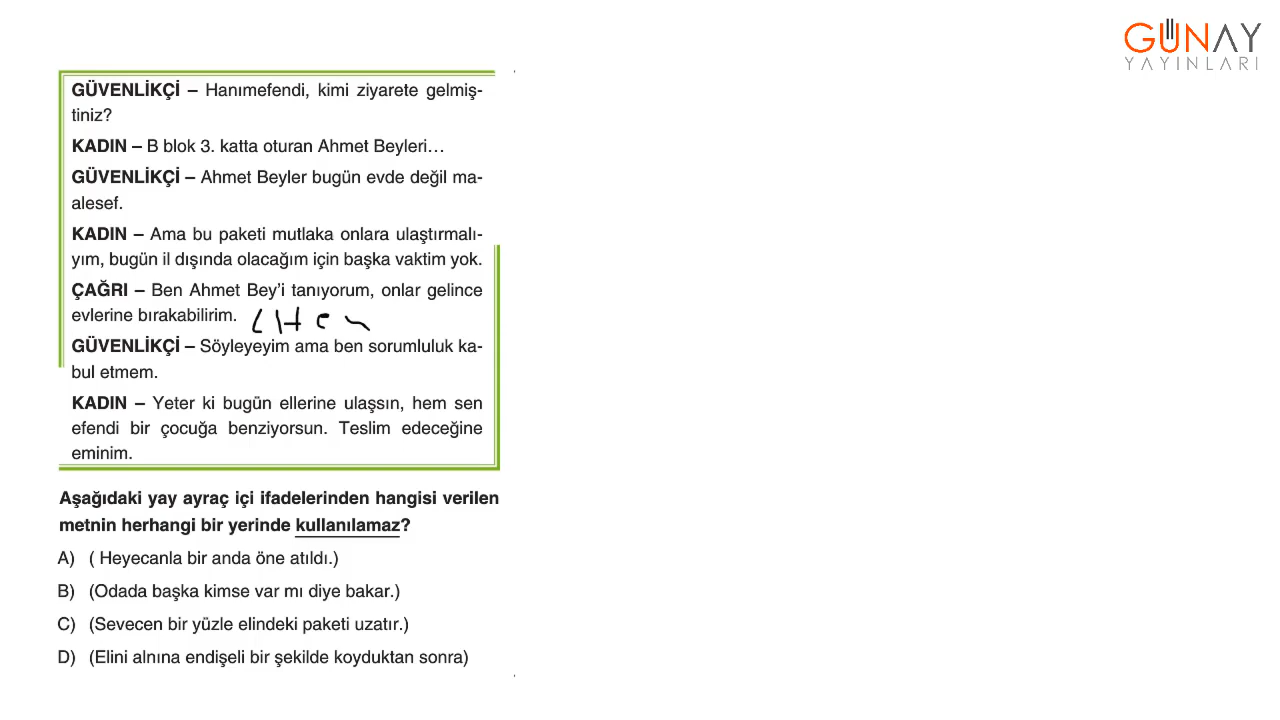 GÜNAY
YAYINLARI
GÜVENLİKÇİ – Hanımefendi, kimi ziyarete gelmiş-
tiniz?
KADIN – B blok 3. katta oturan Ahmet Beyleri…
GÜVENLİKÇİ – Ahmet Beyler bugün evde değil ma-
alesef.
KADIN – Ama bu paketi mutlaka onlara ulaştırmalı-
yım, bugün il dışında olacağım için başka vaktim yok.
ÇAĞRI – Ben Ahmet Bey’i tanıyorum, onlar gelince
evlerine bırakabilirim.
GÜVENLİKÇİ – Söyleyeyim ama ben sorumluluk ka-
bul etmem.
KADIN – Yeter ki bugün ellerine ulaşsın, hem sen
efendi bir çocuğa benziyorsun. Teslim edeceğine
eminim.
Aşağıdaki yay ayraç içi ifadelerinden hangisi verilen
metnin herhangi bir yerinde kullanılamaz?
A) ( Heyecanla bir anda öne atıldı.)
B) (Odada başka kimse var mı diye bakar.)
C) (Sevecen bir yüzle elindeki paketi uzatır.)
D) (Elini alnına endişeli bir şekilde koyduktan sonra)